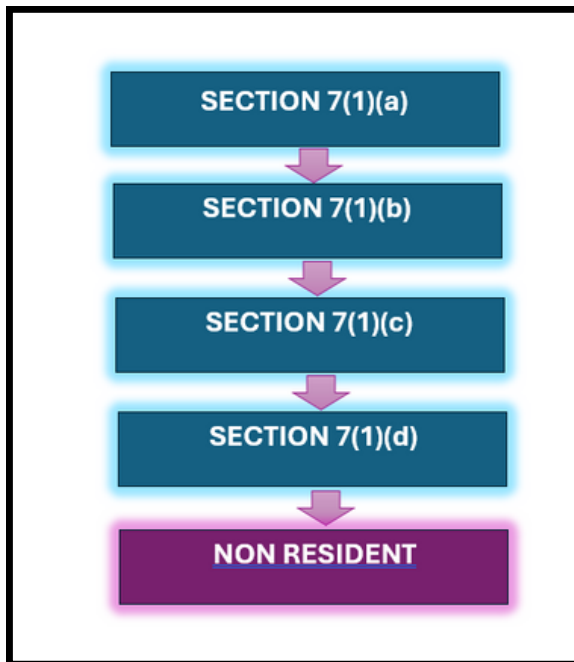 SECTION 7(1)(a)
SECTION 7(1)(b)
SECTION 7(1)(c)
SECTION 7(1)(d)
NON RESIDENT